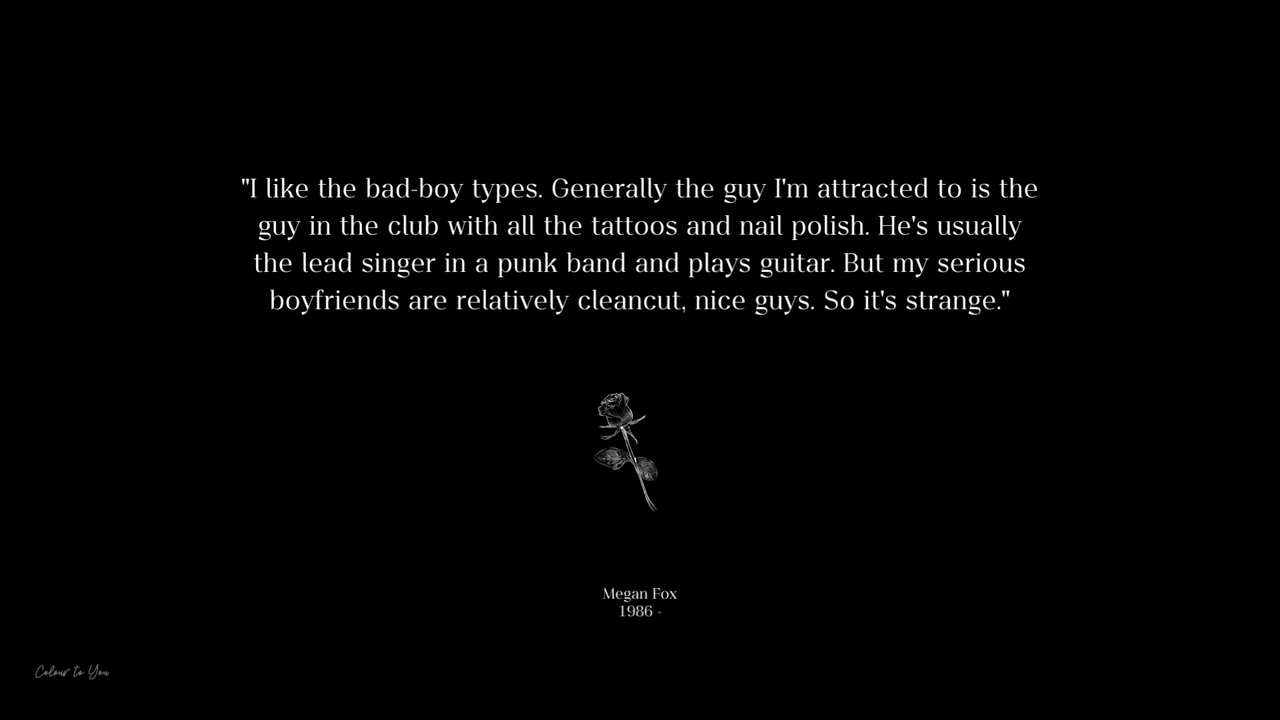 "I like the bad-boy types. Generally the guy I'm attracted to is the
guy in the club with all the tattoos and nail polish. He's usually
the lead singer in a punk band and plays guitar. But my serious
boyfriends are relatively cleancut, nice guys. So it's strange."
Megan Fox
1986 -
Colour to You